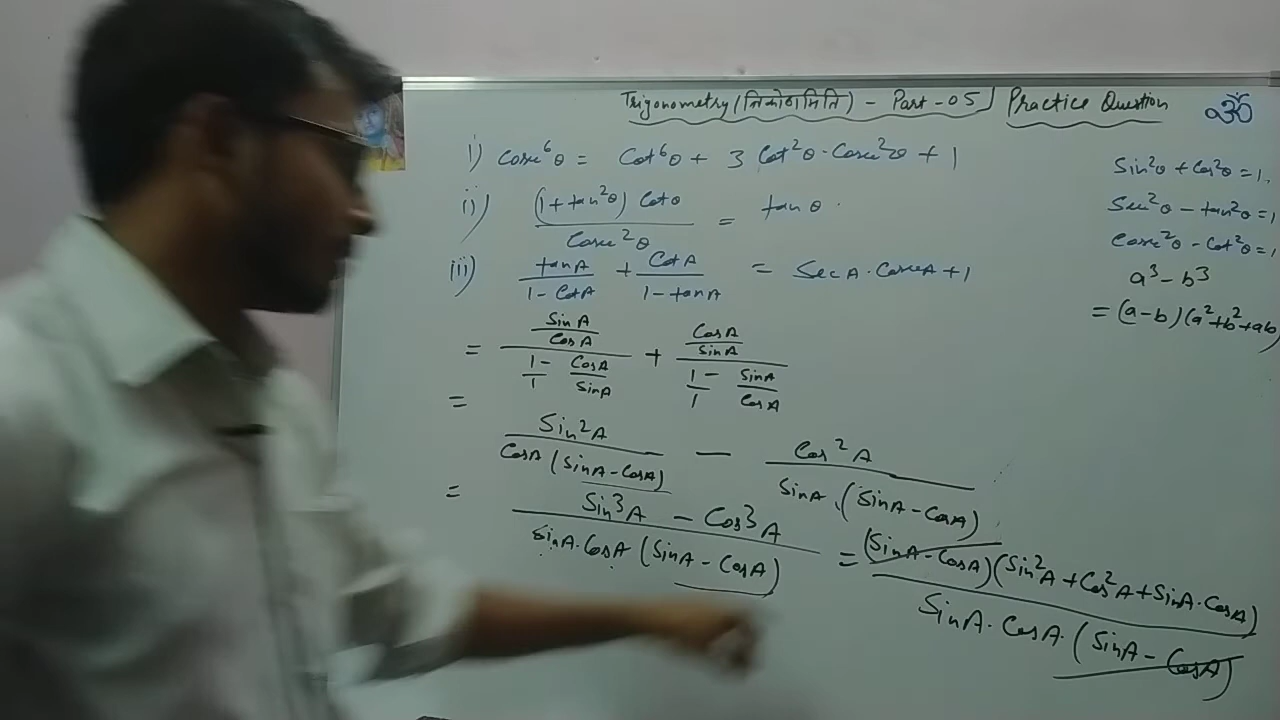 Trigonometry (त्रिकोणमिति) - Part - 05 Practice Question ॐ
i) Cosec⁶θ = Cot⁶θ + 3 Cot²θ · Cosec²θ + 1
ii) (1 + tan²θ) Cotθ / Cosec²θ = tanθ
iii) tanA / (1 - CotA) + CotA / (1 - tanA) = SecA · CosecA + 1
= (SinA / CosA) / (1/1 - CosA / SinA) + (CosA / SinA) / (1/1 - SinA / CosA)
= Sin²A / CosA (SinA - CosA) - Cos²A / SinA · (SinA - CosA)
= Sin³A - Cos³A / SinA · CosA (SinA - CosA) = (SinA - CosA)(Sin²A + Cos²A + SinA · CosA) / SinA · CosA · (SinA - CosA)
Sin²θ + Cos²θ = 1.
Sec²θ - tan²θ = 1
Cosec²θ - Cot²θ = 1
a³ - b³
= (a - b)(a² + b² + ab)